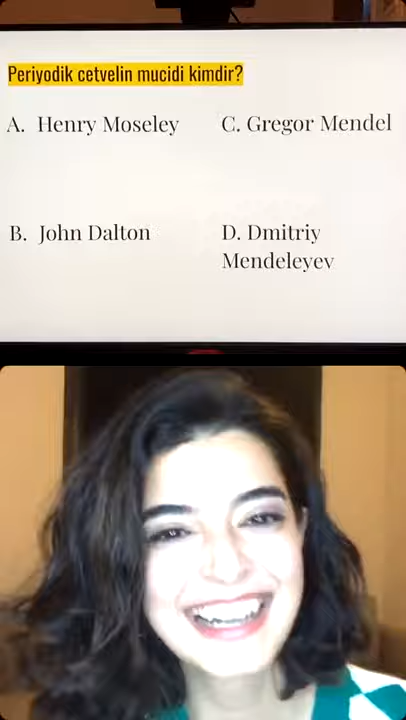 Periyodik cetvelin mucidi kimdir?
A. Henry Moseley
C. Gregor Mendel
B. John Dalton
D. Dmitriy
Mendeleyev